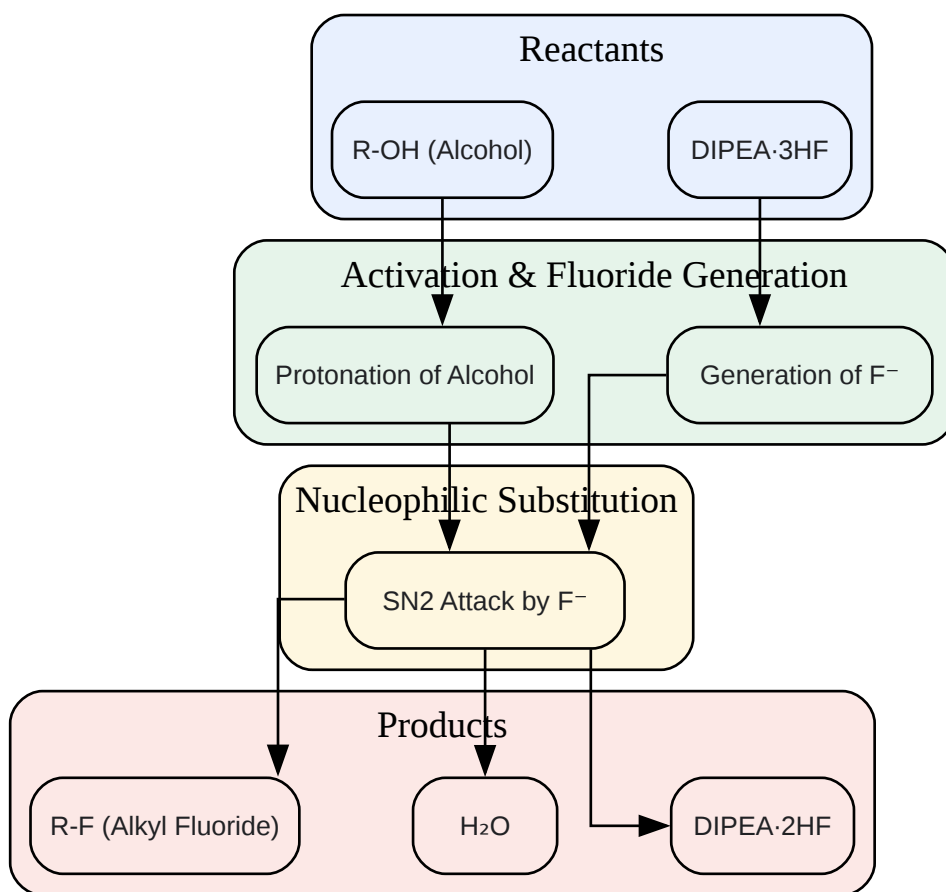 Reactants
R-OH (Alcohol)
DIPEA·3HF
Activation & Fluoride Generation
Protonation of Alcohol
Generation of F⁻
Nucleophilic Substitution
SN2 Attack by F⁻
Products
R-F (Alkyl Fluoride)
H₂O
DIPEA·2HF